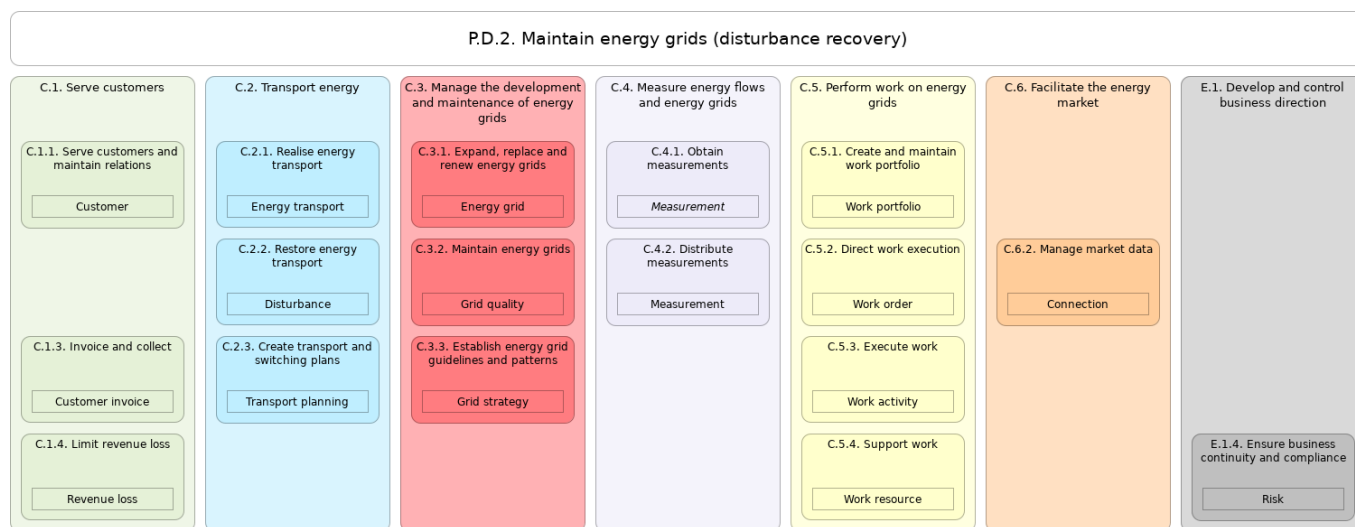 P.D.2. Maintain energy grids (disturbance recovery)
C.1. Serve customers
C.1.1. Serve customers and
maintain relations
Customer
C.1.3. Invoice and collect
Customer invoice
C.1.4. Limit revenue loss
Revenue loss
C.2. Transport energy
C.2.1. Realise energy
transport
Energy transport
C.2.2. Restore energy
transport
Disturbance
C.2.3. Create transport and
switching plans
Transport planning
C.3. Manage the development
and maintenance of energy
grids
C.3.1. Expand, replace and
renew energy grids
Energy grid
C.3.2. Maintain energy grids
Grid quality
C.3.3. Establish energy grid
guidelines and patterns
Grid strategy
C.4. Measure energy flows
and energy grids
C.4.1. Obtain
measurements
Measurement
C.4.2. Distribute
measurements
Measurement
C.5. Perform work on energy
grids
C.5.1. Create and maintain
work portfolio
Work portfolio
C.5.2. Direct work execution
Work order
C.5.3. Execute work
Work activity
C.5.4. Support work
Work resource
C.6. Facilitate the energy
market
C.6.2. Manage market data
Connection
E.1. Develop and control
business direction
E.1.4. Ensure business
continuity and compliance
Risk